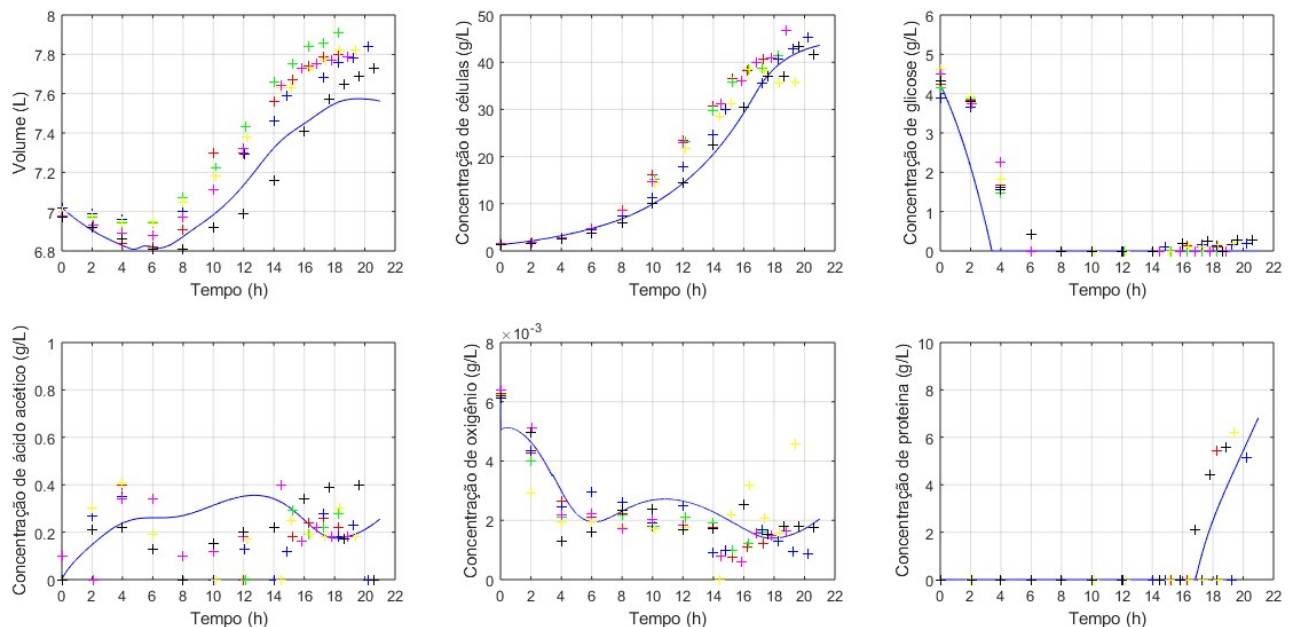 Volume (L)
7.8
7.6
7.4
7.2
7
6.8
0 2 4 6 8 10 12 14 16 18 20 22
Tempo (h)
Concentração de células (g/L)
50
40
30
20
10
0
0 2 4 6 8 10 12 14 16 18 20 22
Tempo (h)
Concentração de glicose (g/L)
6
5
4
3
2
1
0
0 2 4 6 8 10 12 14 16 18 20 22
Tempo (h)
Concentração de ácido acético (g/L)
1
0.8
0.6
0.4
0.2
0
0 2 4 6 8 10 12 14 16 18 20 22
Tempo (h)
Concentração de oxigênio (g/L)
× 10⁻³
8
6
4
2
0
0 2 4 6 8 10 12 14 16 18 20 22
Tempo (h)
Concentração de proteína (g/L)
10
8
6
4
2
0
0 2 4 6 8 10 12 14 16 18 20 22
Tempo (h)